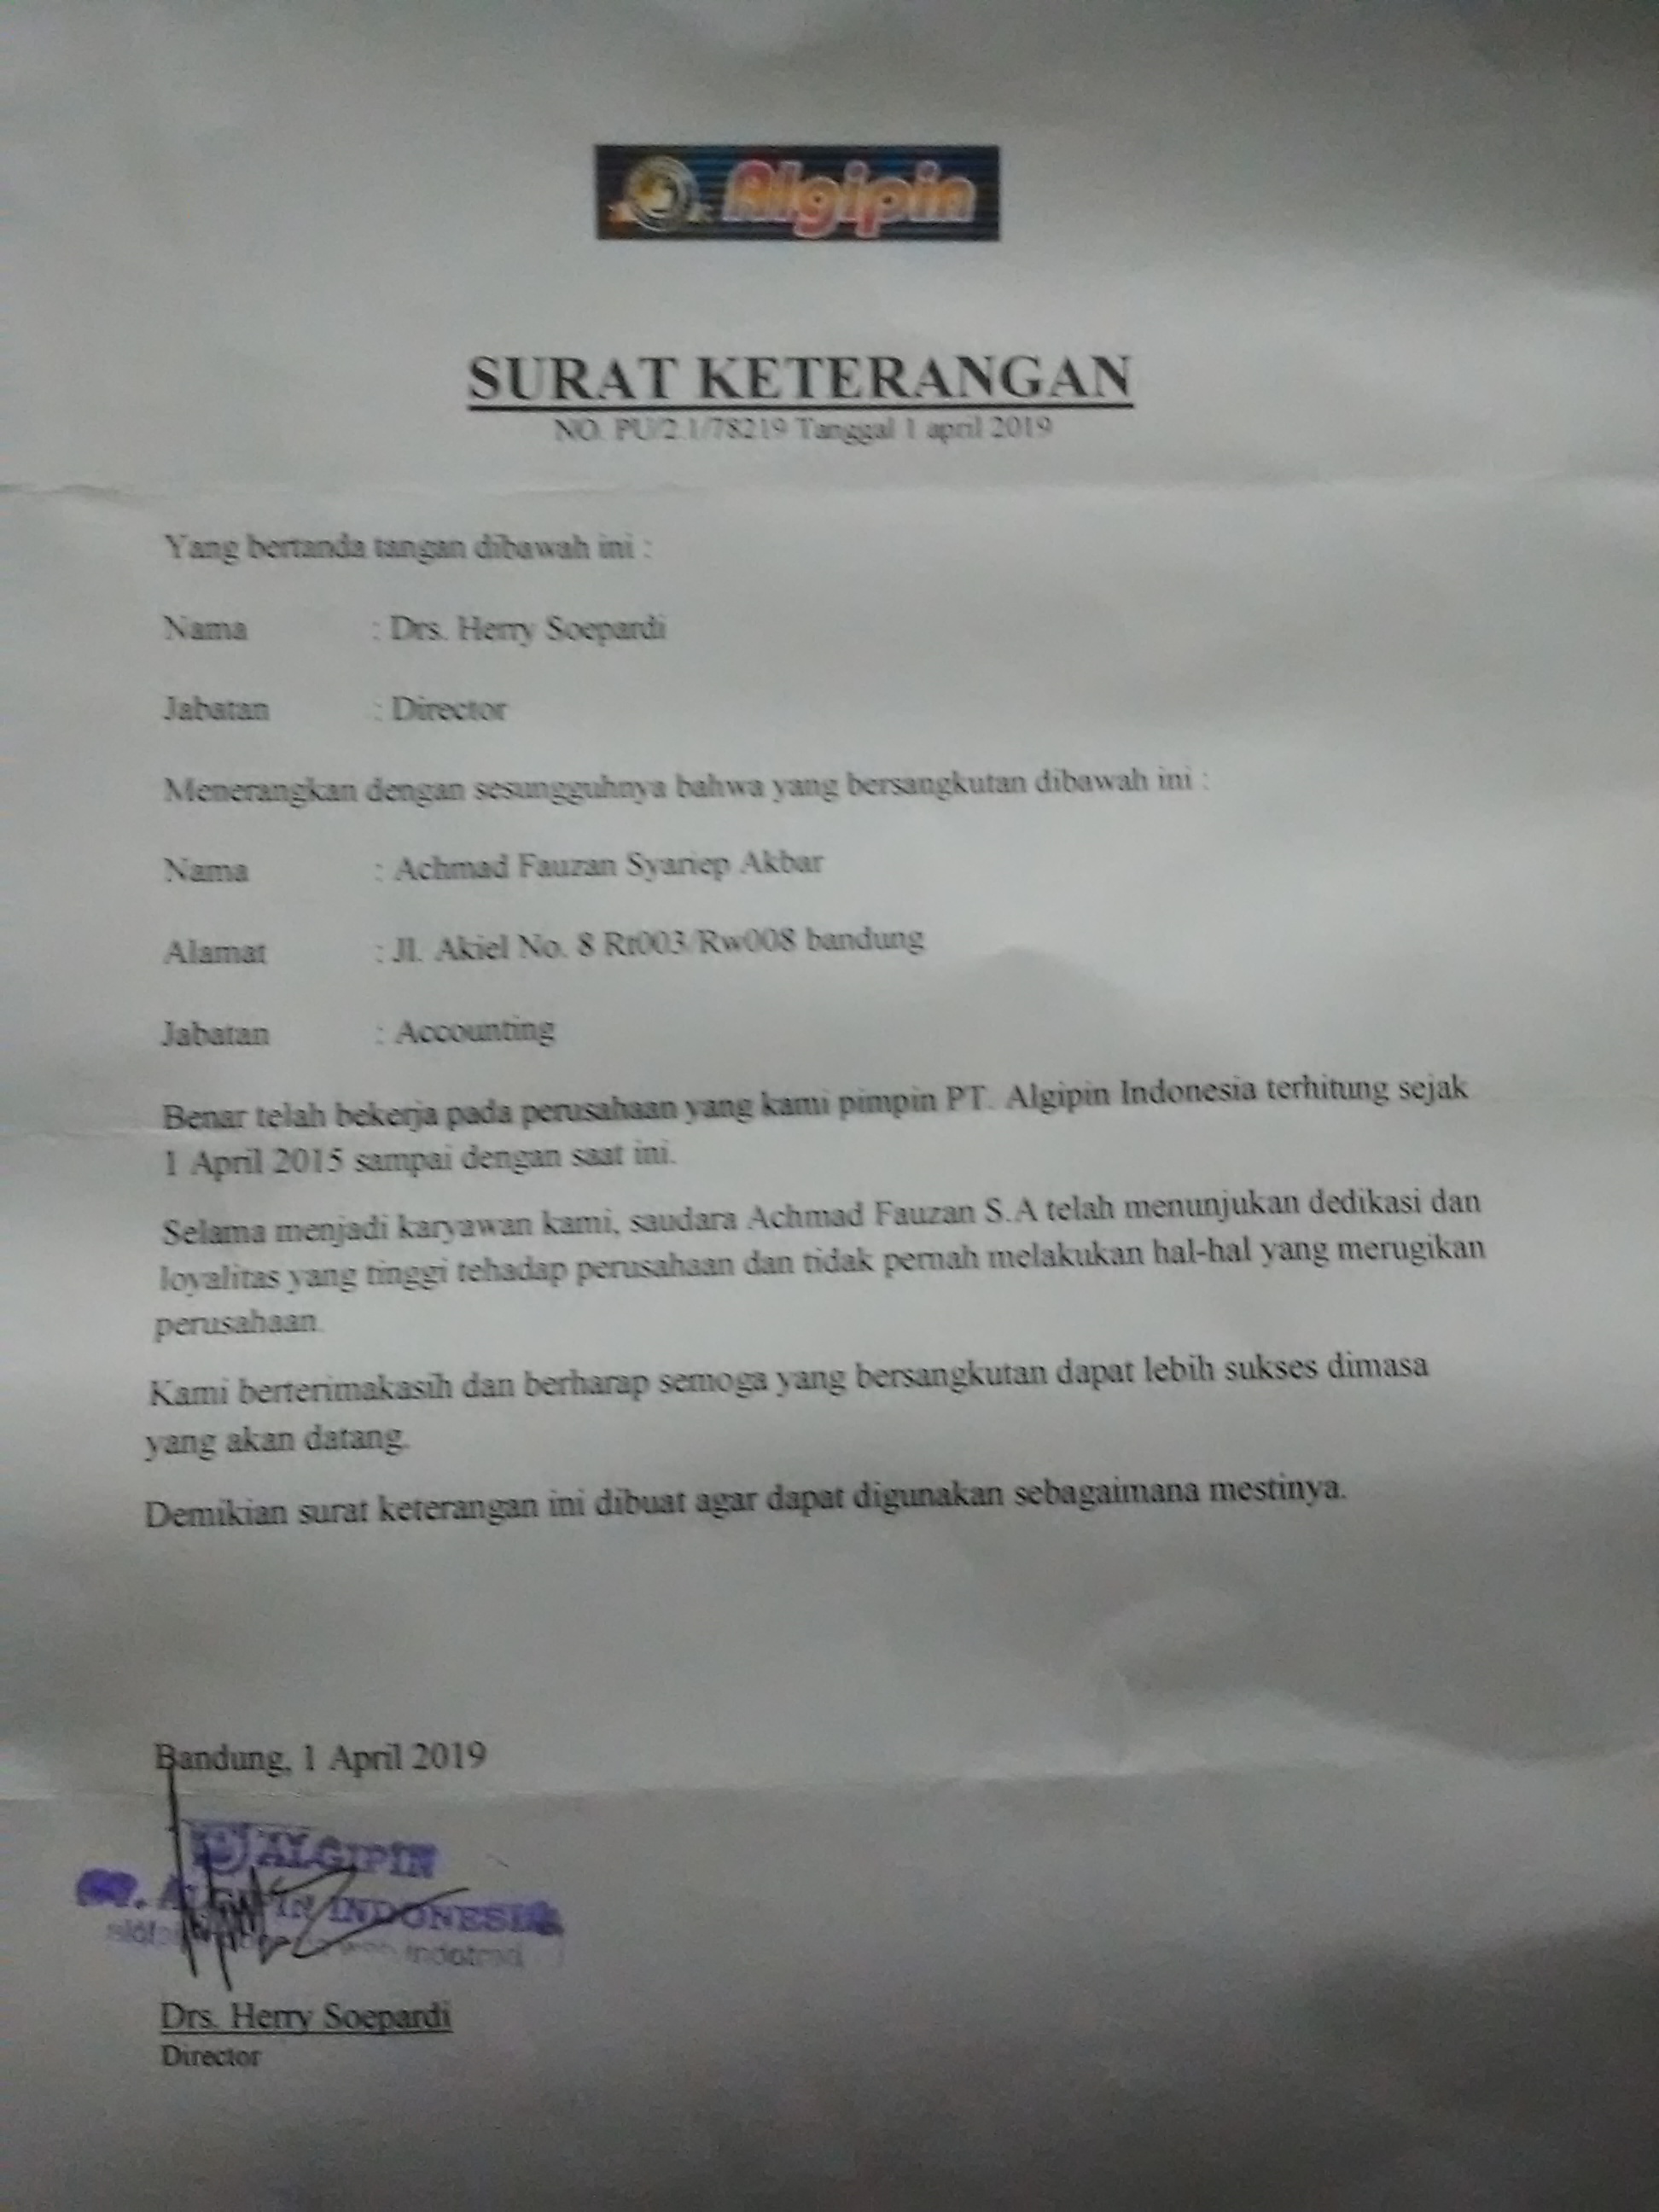 Algipin
SURAT KETERANGAN
NO. PU/2.1/78219 Tanggal 1 april 2019
Yang bertanda tangan dibawah ini :
Nama : Drs. Herry Soepardi
Jabatan : Director
Menerangkan dengan sesungguhnya bahwa yang bersangkutan dibawah ini :
Nama : Achmad Fauzan Syariep Akbar
Alamat : Jl. Akiel No. 8 Rt003/Rw008 bandung
Jabatan : Accounting
Benar telah bekerja pada perusahaan yang kami pimpin PT. Algipin Indonesia terhitung sejak
1 April 2015 sampai dengan saat ini.
Selama menjadi karyawan kami, saudara Achmad Fauzan S.A telah menunjukan dedikasi dan
loyalitas yang tinggi tehadap perusahaan dan tidak pernah melakukan hal-hal yang merugikan
perusahaan.
Kami berterimakasih dan berharap semoga yang bersangkutan dapat lebih sukses dimasa
yang akan datang.
Demikian surat keterangan ini dibuat agar dapat digunakan sebagaimana mestinya.
Bandung, 1 April 2019
ALGIPIN
PT. ALGIPIN INDONESIA
Drs. Herry Soepardi
Director